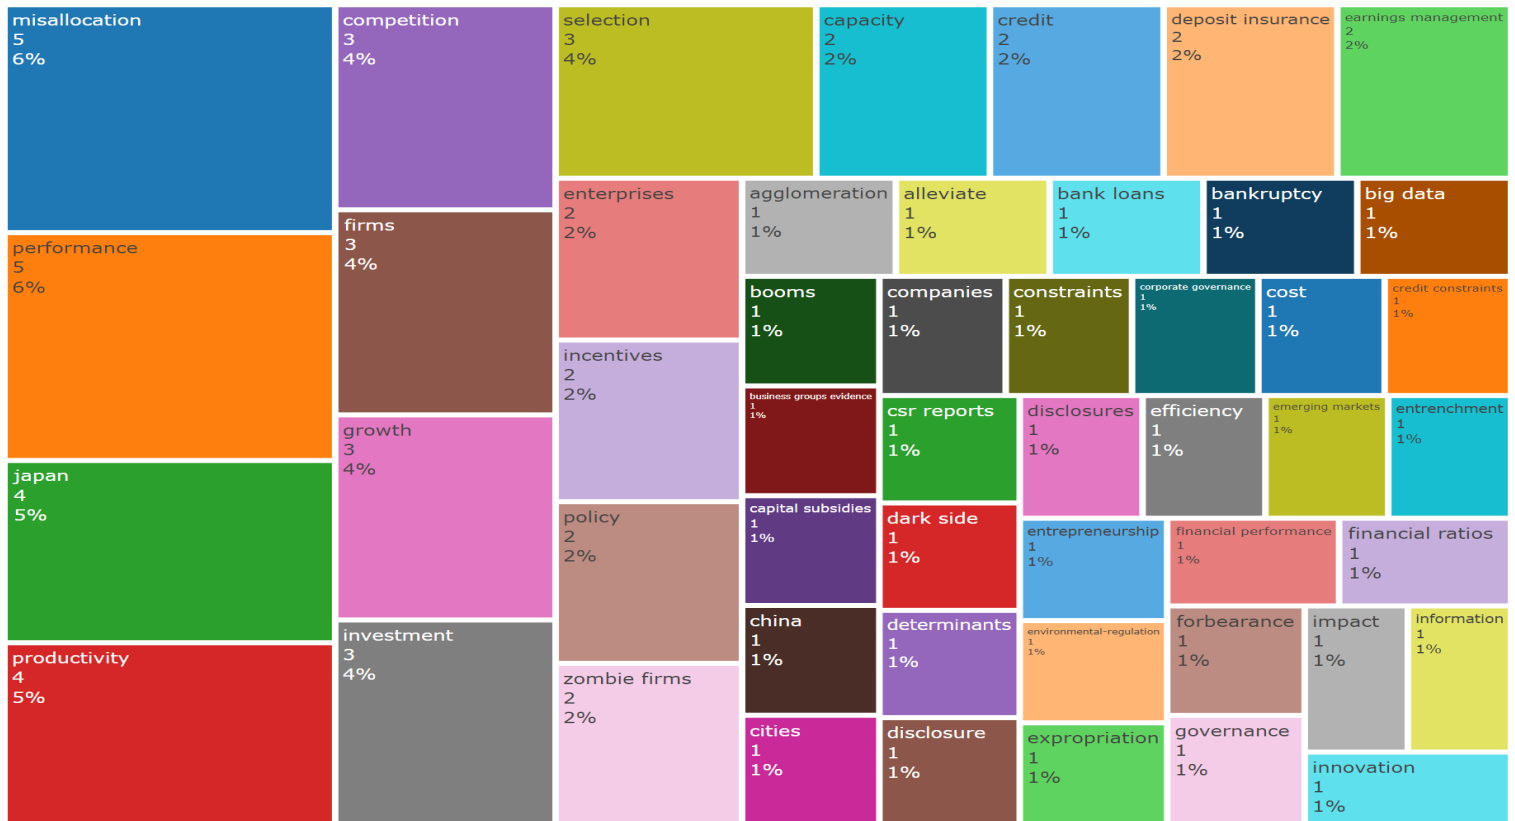 misallocation
5
6%
performance
5
6%
japan
4
5%
productivity
4
5%
competition
3
4%
firms
3
4%
growth
3
4%
investment
3
4%
selection
3
4%
capacity
2
2%
credit
2
2%
deposit insurance
2
2%
earnings management
2
2%
enterprises
2
2%
incentives
2
2%
policy
2
2%
zombie firms
2
2%
agglomeration
1
1%
alleviate
1
1%
bank loans
1
1%
bankruptcy
1
1%
big data
1
1%
booms
1
1%
business groups evidence
1
1%
capital subsidies
1
1%
china
1
1%
cities
1
1%
companies
1
1%
constraints
1
1%
corporate governance
1
1%
cost
1
1%
credit constraints
1
1%
csr reports
1
1%
dark side
1
1%
determinants
1
1%
disclosure
1
1%
disclosures
1
1%
efficiency
1
1%
emerging markets
1
1%
entrenchment
1
1%
entrepreneurship
1
1%
environmental-regulation
1
1%
expropriation
1
1%
financial performance
1
1%
financial ratios
1
1%
forbearance
1
1%
governance
1
1%
impact
1
1%
information
1
1%
innovation
1
1%